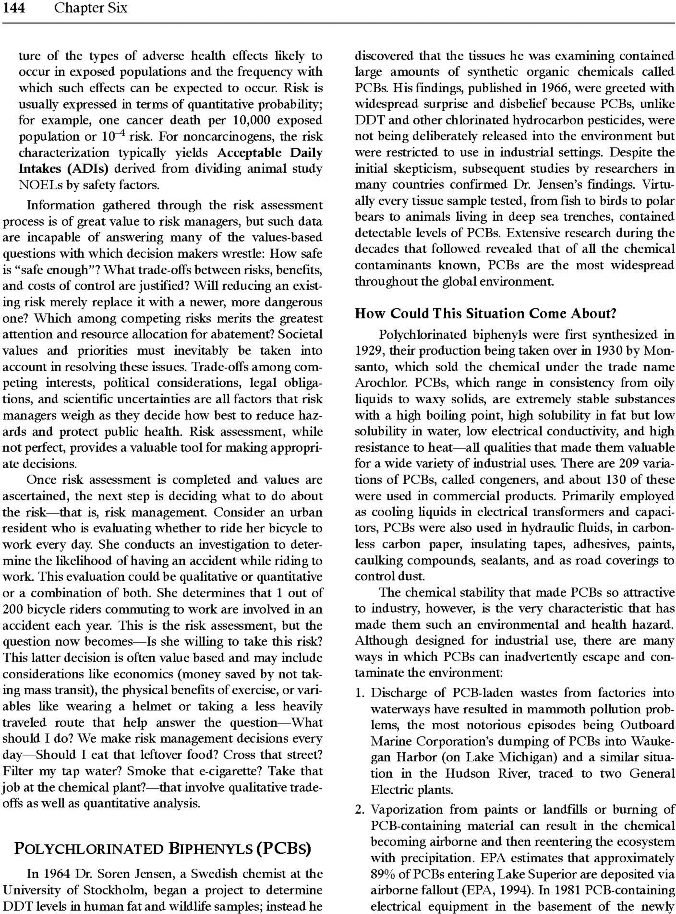 144 Chapter Six
ture of the types of adverse health effects likely to
occur in exposed populations and the frequency with
which such effects can be expected to occur. Risk is
usually expressed in terms of quantitative probability;
for example, one cancer death per 10,000 exposed
population or 10⁻⁴ risk. For noncarcinogens, the risk
characterization typically yields Acceptable Daily
Intakes (ADIs) derived from dividing animal study
NOELs by safety factors.
Information gathered through the risk assessment
process is of great value to risk managers, but such data
are incapable of answering many of the values-based
questions with which decision makers wrestle: How safe
is “safe enough”? What trade-offs between risks, benefits,
and costs of control are justified? Will reducing an exist-
ing risk merely replace it with a newer, more dangerous
one? Which among competing risks merits the greatest
attention and resource allocation for abatement? Societal
values and priorities must inevitably be taken into
account in resolving these issues. Trade-offs among com-
peting interests, political considerations, legal obliga-
tions, and scientific uncertainties are all factors that risk
managers weigh as they decide how best to reduce haz-
ards and protect public health. Risk assessment, while
not perfect, provides a valuable tool for making appropri-
ate decisions.
Once risk assessment is completed and values are
ascertained, the next step is deciding what to do about
the risk—that is, risk management. Consider an urban
resident who is evaluating whether to ride her bicycle to
work every day. She conducts an investigation to deter-
mine the likelihood of having an accident while riding to
work. This evaluation could be qualitative or quantitative
or a combination of both. She determines that 1 out of
200 bicycle riders commuting to work are involved in an
accident each year. This is the risk assessment, but the
question now becomes—Is she willing to take this risk?
This latter decision is often value based and may include
considerations like economics (money saved by not tak-
ing mass transit), the physical benefits of exercise, or vari-
ables like wearing a helmet or taking a less heavily
traveled route that help answer the question—What
should I do? We make risk management decisions every
day—Should I eat that leftover food? Cross that street?
Filter my tap water? Smoke that e-cigarette? Take that
job at the chemical plant?—that involve qualitative trade-
offs as well as quantitative analysis.
POLYCHLORINATED BIPHENYLS (PCBS)
In 1964 Dr. Soren Jensen, a Swedish chemist at the
University of Stockholm, began a project to determine
DDT levels in human fat and wildlife samples; instead he
discovered that the tissues he was examining contained
large amounts of synthetic organic chemicals called
PCBs. His findings, published in 1966, were greeted with
widespread surprise and disbelief because PCBs, unlike
DDT and other chlorinated hydrocarbon pesticides, were
not being deliberately released into the environment but
were restricted to use in industrial settings. Despite the
initial skepticism, subsequent studies by researchers in
many countries confirmed Dr. Jensen’s findings. Virtu-
ally every tissue sample tested, from fish to birds to polar
bears to animals living in deep sea trenches, contained
detectable levels of PCBs. Extensive research during the
decades that followed revealed that of all the chemical
contaminants known, PCBs are the most widespread
throughout the global environment.
How Could This Situation Come About?
Polychlorinated biphenyls were first synthesized in
1929, their production being taken over in 1930 by Mon-
santo, which sold the chemical under the trade name
Arochlor. PCBs, which range in consistency from oily
liquids to waxy solids, are extremely stable substances
with a high boiling point, high solubility in fat but low
solubility in water, low electrical conductivity, and high
resistance to heat—all qualities that made them valuable
for a wide variety of industrial uses. There are 209 varia-
tions of PCBs, called congeners, and about 130 of these
were used in commercial products. Primarily employed
as cooling liquids in electrical transformers and capaci-
tors, PCBs were also used in hydraulic fluids, in carbon-
less carbon paper, insulating tapes, adhesives, paints,
caulking compounds, sealants, and as road coverings to
control dust.
The chemical stability that made PCBs so attractive
to industry, however, is the very characteristic that has
made them such an environmental and health hazard.
Although designed for industrial use, there are many
ways in which PCBs can inadvertently escape and con-
taminate the environment:
1. Discharge of PCB-laden wastes from factories into
waterways have resulted in mammoth pollution prob-
lems, the most notorious episodes being Outboard
Marine Corporation’s dumping of PCBs into Wauke-
gan Harbor (on Lake Michigan) and a similar situa-
tion in the Hudson River, traced to two General
Electric plants.
2. Vaporization from paints or landfills or burning of
PCB-containing material can result in the chemical
becoming airborne and then reentering the ecosystem
with precipitation. EPA estimates that approximately
89% of PCBs entering Lake Superior are deposited via
airborne fallout (EPA, 1994). In 1981 PCB-containing
electrical equipment in the basement of the newly